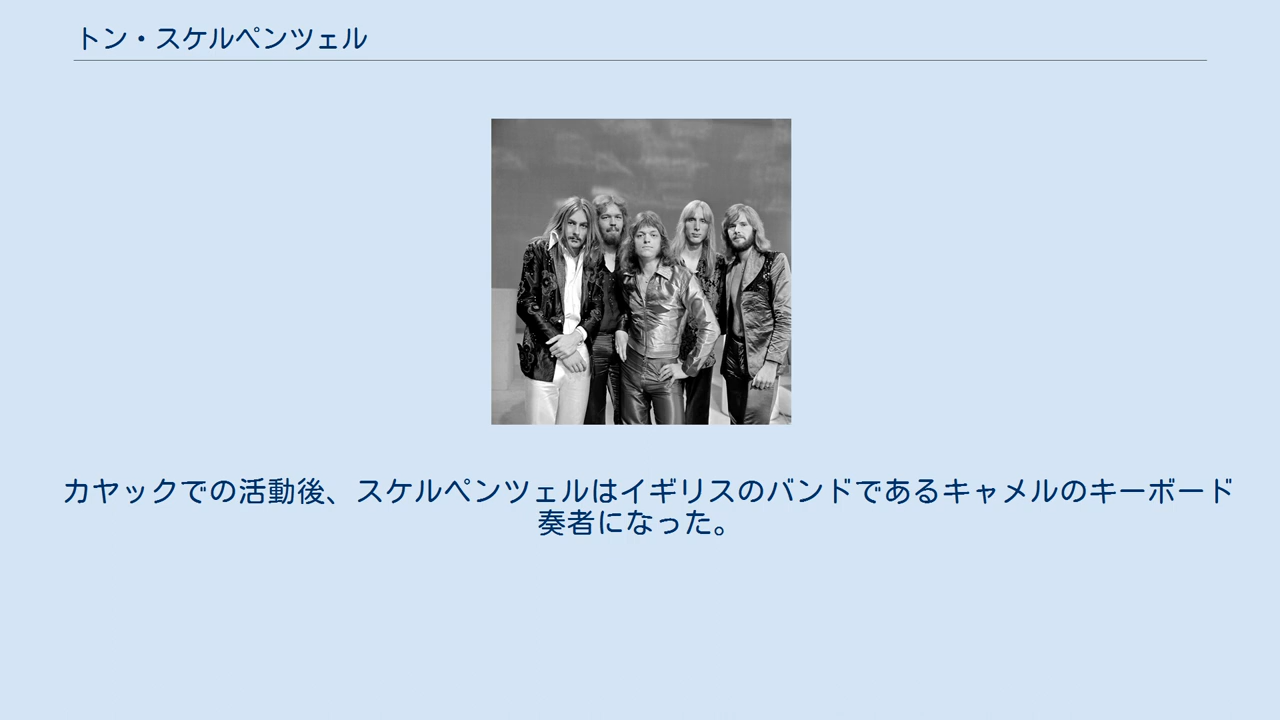 トン・スケルペンツェル
カヤックでの活動後、スケルペンツェルはイギリスのバンドであるキャメルのキーボード
奏者になった。